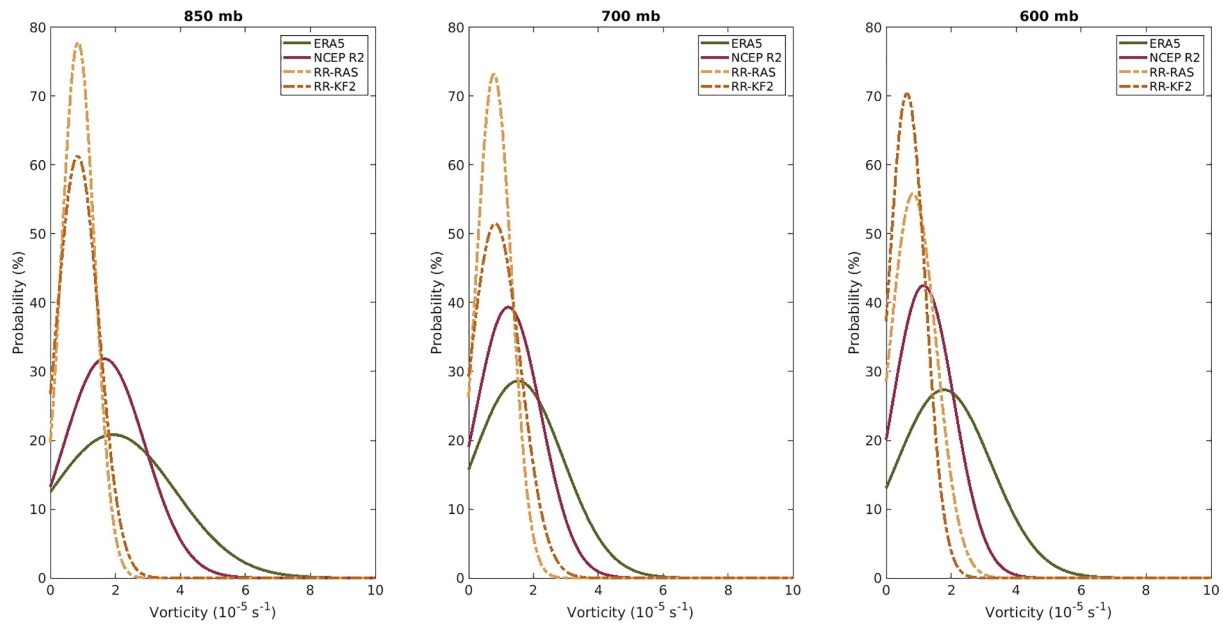 850 mb
80
70
60
50
40
30
20
10
0
Probability (%)
0 2 4 6 8 10
Vorticity (10⁻⁵ s⁻¹)
ERA5
NCEP R2
RR-RAS
RR-KF2
700 mb
80
70
60
50
40
30
20
10
0
Probability (%)
0 2 4 6 8 10
Vorticity (10⁻⁵ s⁻¹)
ERA5
NCEP R2
RR-RAS
RR-KF2
600 mb
80
70
60
50
40
30
20
10
0
Probability (%)
0 2 4 6 8 10
Vorticity (10⁻⁵ s⁻¹)
ERA5
NCEP R2
RR-RAS
RR-KF2